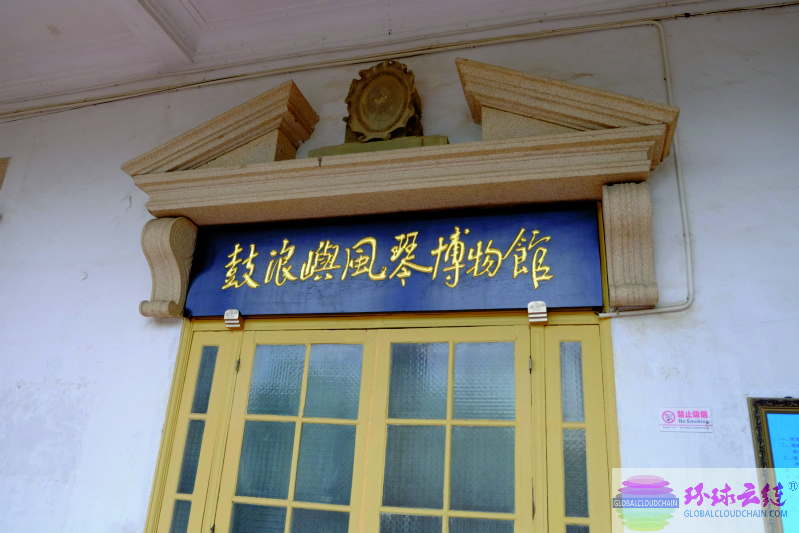 鼓浪嶼風琴博物館
禁止吸烟
No Smoking
环球云链®
GLOBALCLOUDCHAIN.COM
GLOBALCLOUDCHAIN